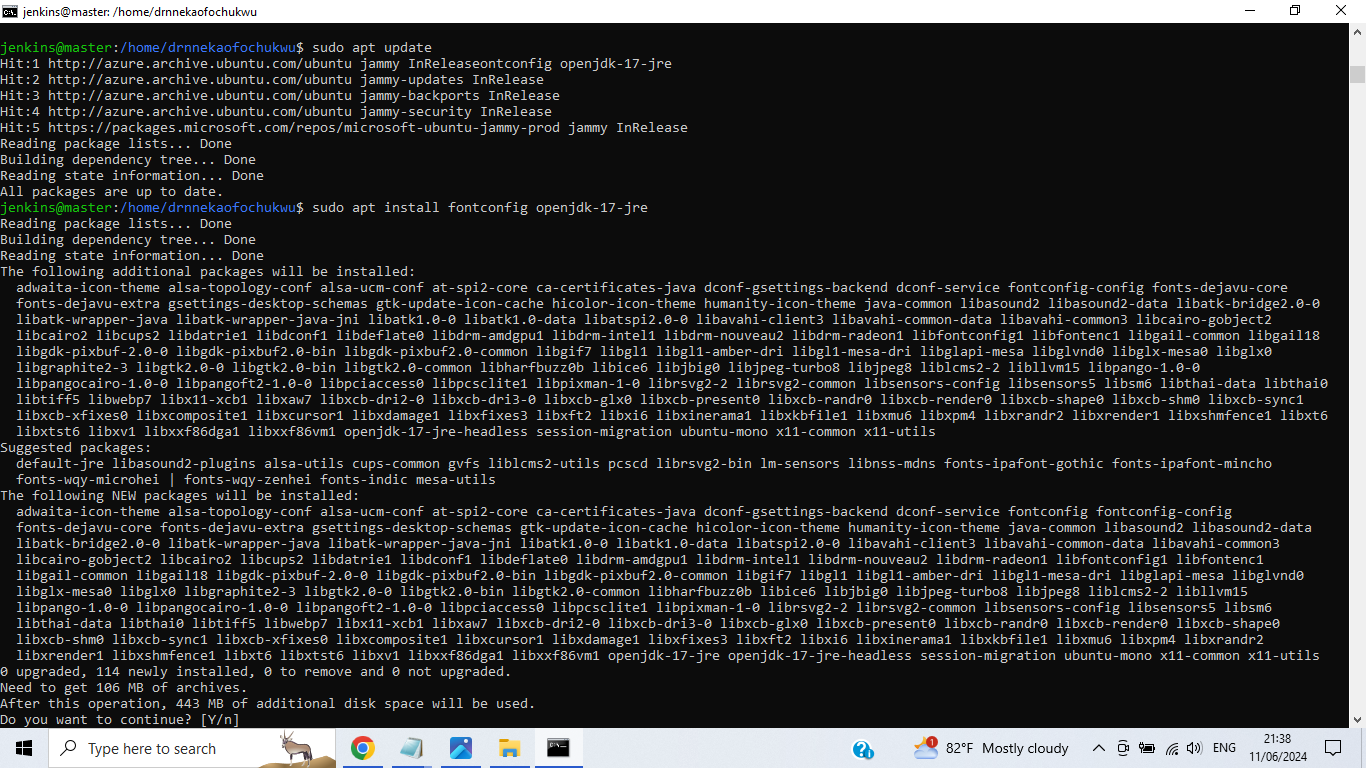 jenkins@master: /home/drnnekaofochukwu
jenkins@master:/home/drnnekaofochukwu$ sudo apt update
Hit:1 http://azure.archive.ubuntu.com/ubuntu jammy InReleaseontconfig openjdk-17-jre
Hit:2 http://azure.archive.ubuntu.com/ubuntu jammy-updates InRelease
Hit:3 http://azure.archive.ubuntu.com/ubuntu jammy-backports InRelease
Hit:4 http://azure.archive.ubuntu.com/ubuntu jammy-security InRelease
Hit:5 https://packages.microsoft.com/repos/microsoft-ubuntu-jammy-prod jammy InRelease
Reading package lists... Done
Building dependency tree... Done
Reading state information... Done
All packages are up to date.
jenkins@master:/home/drnnekaofochukwu$ sudo apt install fontconfig openjdk-17-jre
Reading package lists... Done
Building dependency tree... Done
Reading state information... Done
The following additional packages will be installed:
adwaita-icon-theme alsa-topology-conf alsa-ucm-conf at-spi2-core ca-certificates-java dconf-gsettings-backend dconf-service fontconfig-config fonts-dejavu-core
fonts-dejavu-extra gsettings-desktop-schemas gtk-update-icon-cache hicolor-icon-theme humanity-icon-theme java-common libasound2 libasound2-data libatk-bridge2.0-0
libatk-wrapper-java libatk-wrapper-java-jni libatk1.0-0 libatk1.0-data libatspi2.0-0 libavahi-client3 libavahi-common-data libavahi-common3 libcairo-gobject2
libcairo2 libcups2 libdatrie1 libdconf1 libdeflate0 libdrm-amdgpu1 libdrm-intel1 libdrm-nouveau2 libdrm-radeon1 libfontconfig1 libfontenc1 libgail-common libgail18
libgdk-pixbuf-2.0-0 libgdk-pixbuf2.0-bin libgdk-pixbuf2.0-common libgif7 libgl1 libgl1-amber-dri libgl1-mesa-dri libglapi-mesa libglvnd0 libglx-mesa0 libglx0
libgraphite2-3 libgtk2.0-0 libgtk2.0-bin libgtk2.0-common libharfbuzz0b libice6 libjbig0 libjpeg-turbo8 libjpeg8 liblcms2-2 libllvm15 libpango-1.0-0
libpangocairo-1.0-0 libpangoft2-1.0-0 libpciaccess0 libpcsclite1 libpixman-1-0 librsvg2-2 librsvg2-common libsensors-config libsensors5 libsm6 libthai-data libthai0
libtiff5 libwebp7 libx11-xcb1 libxaw7 libxcb-dri2-0 libxcb-dri3-0 libxcb-glx0 libxcb-present0 libxcb-randr0 libxcb-render0 libxcb-shape0 libxcb-shm0 libxcb-sync1
libxcb-xfixes0 libxcomposite1 libxcursor1 libxdamage1 libxfixes3 libxft2 libxi6 libxinerama1 libxkbfile1 libxmu6 libxpm4 libxrandr2 libxrender1 libxshmfence1 libxt6
libxtst6 libxv1 libxxf86dga1 libxxf86vm1 openjdk-17-jre-headless session-migration ubuntu-mono x11-common x11-utils
Suggested packages:
default-jre libasound2-plugins alsa-utils cups-common gvfs liblcms2-utils pcscd librsvg2-bin lm-sensors libnss-mdns fonts-ipafont-gothic fonts-ipafont-mincho
fonts-wqy-microhei | fonts-wqy-zenhei fonts-indic mesa-utils
The following NEW packages will be installed:
adwaita-icon-theme alsa-topology-conf alsa-ucm-conf at-spi2-core ca-certificates-java dconf-gsettings-backend dconf-service fontconfig fontconfig-config
fonts-dejavu-core fonts-dejavu-extra gsettings-desktop-schemas gtk-update-icon-cache hicolor-icon-theme humanity-icon-theme java-common libasound2 libasound2-data
libatk-bridge2.0-0 libatk-wrapper-java libatk-wrapper-java-jni libatk1.0-0 libatk1.0-data libatspi2.0-0 libavahi-client3 libavahi-common-data libavahi-common3
libcairo-gobject2 libcairo2 libcups2 libdatrie1 libdconf1 libdeflate0 libdrm-amdgpu1 libdrm-intel1 libdrm-nouveau2 libdrm-radeon1 libfontconfig1 libfontenc1
libgail-common libgail18 libgdk-pixbuf-2.0-0 libgdk-pixbuf2.0-bin libgdk-pixbuf2.0-common libgif7 libgl1 libgl1-amber-dri libgl1-mesa-dri libglapi-mesa libglvnd0
libglx-mesa0 libglx0 libgraphite2-3 libgtk2.0-0 libgtk2.0-bin libgtk2.0-common libharfbuzz0b libice6 libjbig0 libjpeg-turbo8 libjpeg8 liblcms2-2 libllvm15
libpango-1.0-0 libpangocairo-1.0-0 libpangoft2-1.0-0 libpciaccess0 libpcsclite1 libpixman-1-0 librsvg2-2 librsvg2-common libsensors-config libsensors5 libsm6
libthai-data libthai0 libtiff5 libwebp7 libx11-xcb1 libxaw7 libxcb-dri2-0 libxcb-dri3-0 libxcb-glx0 libxcb-present0 libxcb-randr0 libxcb-render0 libxcb-shape0
libxcb-shm0 libxcb-sync1 libxcb-xfixes0 libxcomposite1 libxcursor1 libxdamage1 libxfixes3 libxft2 libxi6 libxinerama1 libxkbfile1 libxmu6 libxpm4 libxrandr2
libxrender1 libxshmfence1 libxt6 libxtst6 libxv1 libxxf86dga1 libxxf86vm1 openjdk-17-jre openjdk-17-jre-headless session-migration ubuntu-mono x11-common x11-utils
0 upgraded, 114 newly installed, 0 to remove and 0 not upgraded.
Need to get 106 MB of archives.
After this operation, 443 MB of additional disk space will be used.
Do you want to continue? [Y/n]
Type here to search
1
82°F Mostly cloudy
ENG
21:38
11/06/2024